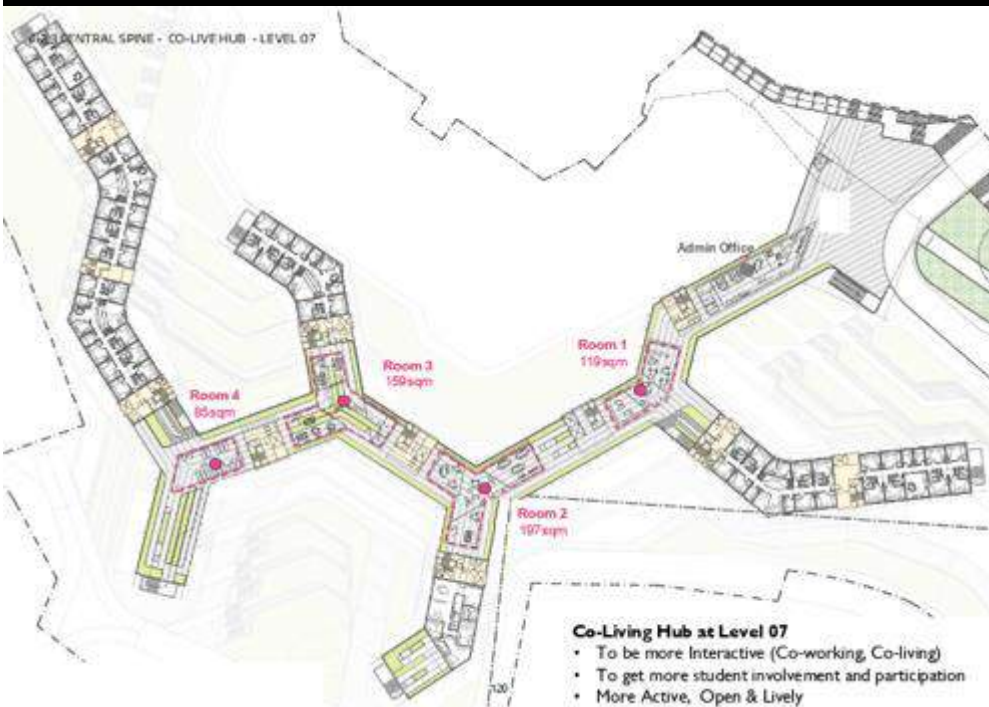 CENTRAL SPINE - CO-LIVE HUB - LEVEL 07
Admin Office
Room 1
119sqm
Room 3
159sqm
Room 4
85sqm
Room 2
197sqm
120
Co-Living Hub at Level 07
• To be more Interactive (Co-working, Co-living)
• To get more student involvement and participation
• More Active, Open & Lively